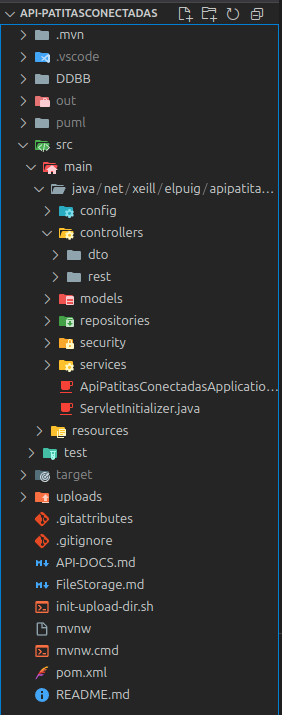 API-PATITASCONECTADAS
.mvn
.vscode
DDBB
out
puml
src
main
java / net / xeill / elpuig / apipatita...
config
controllers
dto
rest
models
repositories
security
services
ApiPatitasConectadasApplicatio...
ServletInitializer.java
resources
test
target
uploads
.gitattributes
.gitignore
API-DOCS.md
FileStorage.md
init-upload-dir.sh
mvnw
mvnw.cmd
pom.xml
README.md